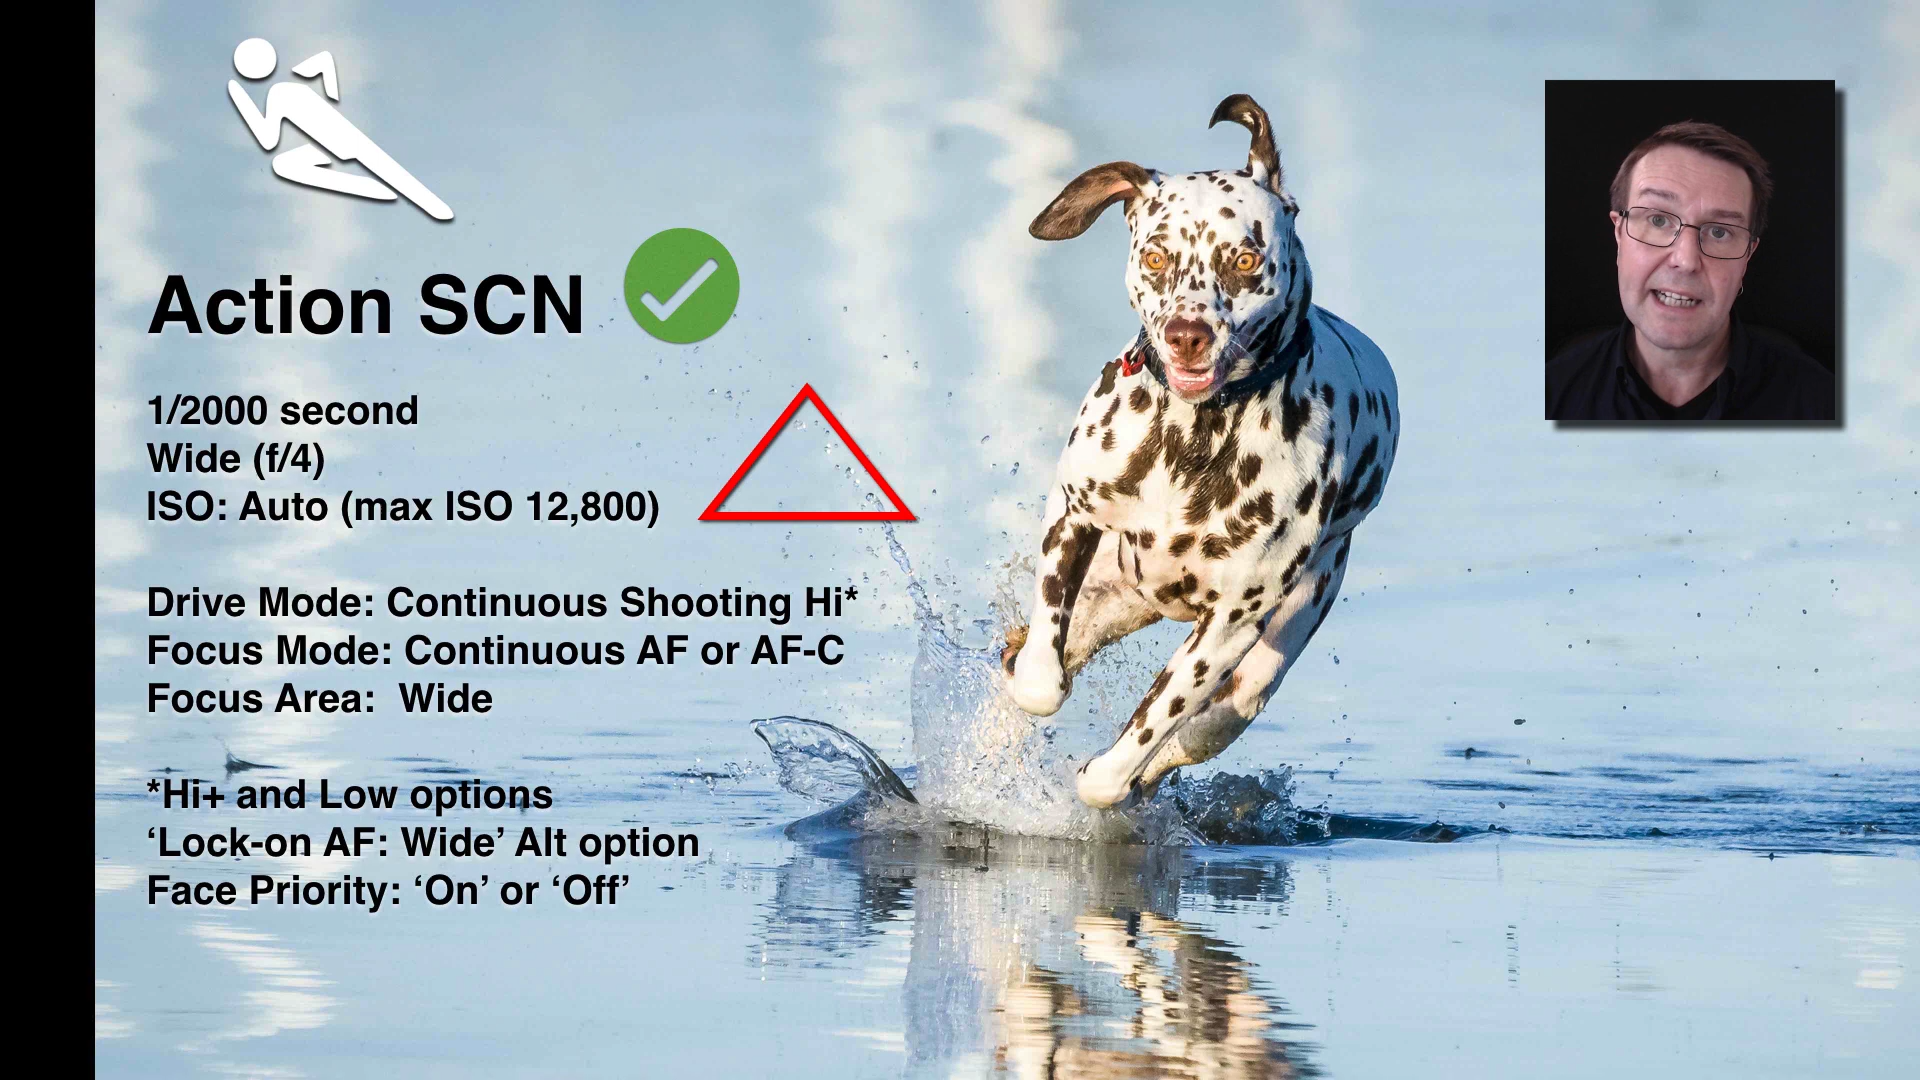 Action SCN
1/2000 second
Wide (f/4)
ISO: Auto (max ISO 12,800)
Drive Mode: Continuous Shooting Hi*
Focus Mode: Continuous AF or AF-C
Focus Area:  Wide
*Hi+ and Low options
‘Lock-on AF: Wide’ Alt option
Face Priority: ‘On’ or ‘Off’